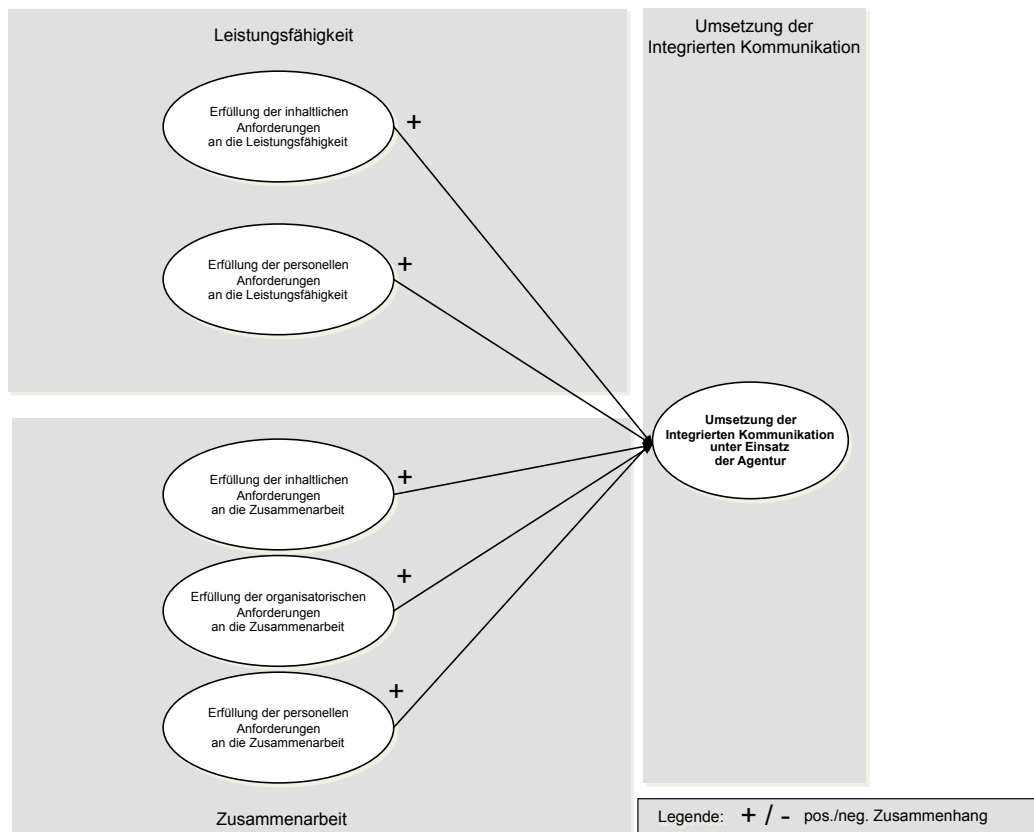 Leistungsfähigkeit
Umsetzung der
Integrierten Kommunikation
Erfüllung der inhaltlichen
Anforderungen
an die Leistungsfähigkeit
+
Erfüllung der personellen
Anforderungen
an die Leistungsfähigkeit
+
Umsetzung der
Integrierten Kommunikation
unter Einsatz
der Agentur
Erfüllung der inhaltlichen
Anforderungen
an die Zusammenarbeit
+
Erfüllung der organisatorischen
Anforderungen
an die Zusammenarbeit
+
Erfüllung der personellen
Anforderungen
an die Zusammenarbeit
+
Zusammenarbeit
Legende: + / - pos./neg. Zusammenhang